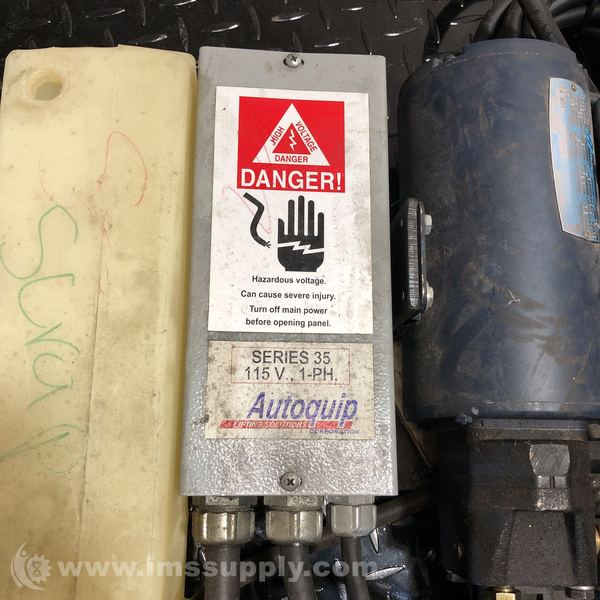 HIGH VOLTAGE
DANGER
DANGER!
Hazardous voltage.
Can cause severe injury.
Turn off main power
before opening panel.
SERIES 35
115 V., 1-PH.
Autoquip
LIFTING SOLUTIONS
CORPORATION
www.imssupply.com